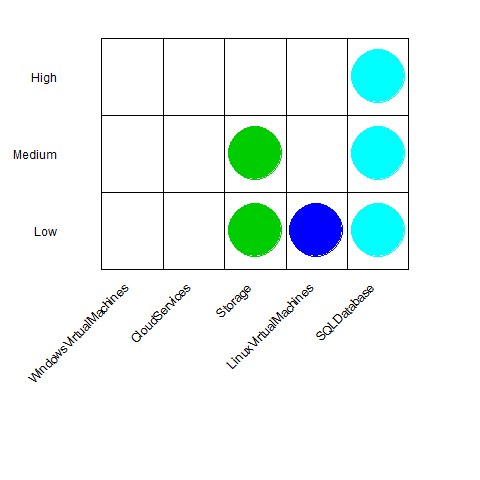 High
Medium
Low
WindowsVirtualMachines
CloudServices
Storage
LinuxVirtualMachines
SQLDatabase